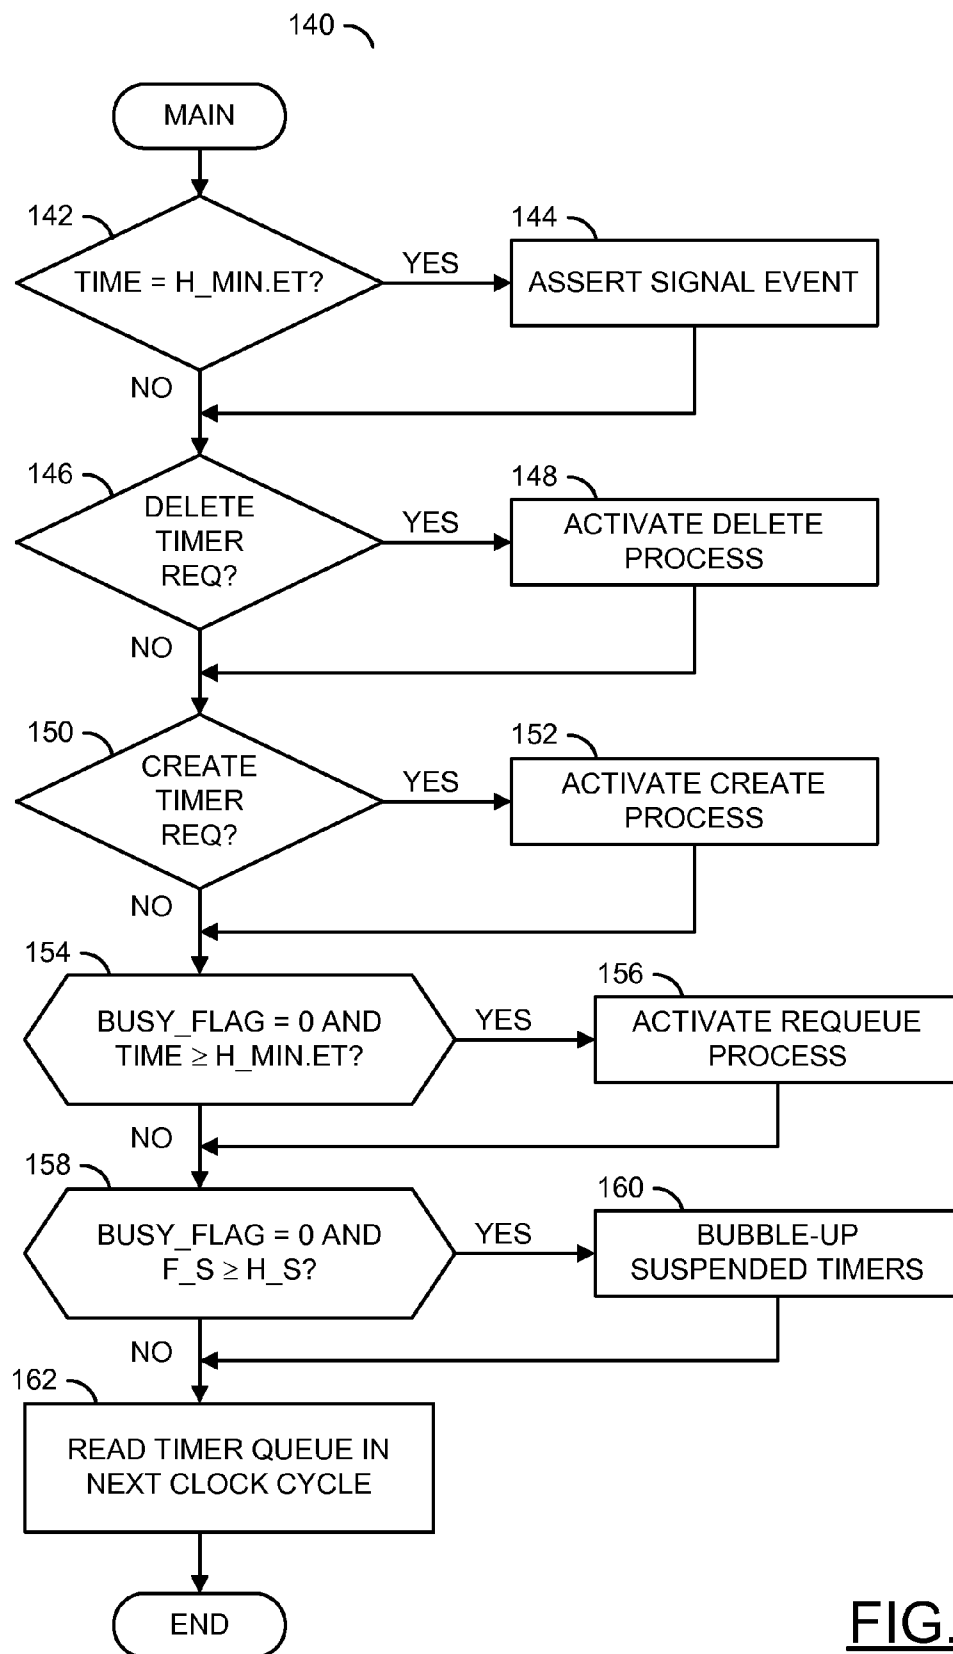 140
MAIN
142
TIME = H_MIN.ET?
YES
144
ASSERT SIGNAL EVENT
NO
146
DELETE
TIMER
REQ?
YES
148
ACTIVATE DELETE
PROCESS
NO
150
CREATE
TIMER
REQ?
YES
152
ACTIVATE CREATE
PROCESS
NO
154
BUSY_FLAG = 0 AND
TIME ≥ H_MIN.ET?
YES
156
ACTIVATE REQUEUE
PROCESS
NO
158
BUSY_FLAG = 0 AND
F_S ≥ H_S?
YES
160
BUBBLE-UP
SUSPENDED TIMERS
NO
162
READ TIMER QUEUE IN
NEXT CLOCK CYCLE
END
FIG.